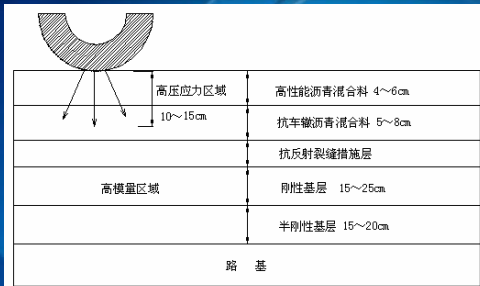 高压应力区域
10～15cm
高性能沥青混合料 4～6cm
抗车辙沥青混合料 5～8cm
抗反射裂缝措施层
高模量区域
刚性基层 15～25cm
半刚性基层 15～20cm
路 基